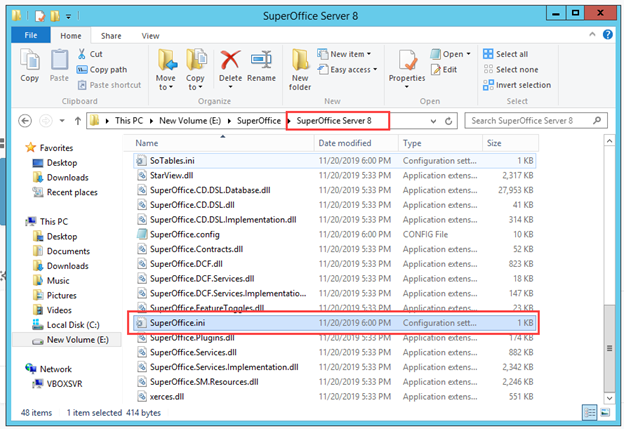 SuperOffice Server 8
File Home Share View
Copy
Paste
Cut
Copy path
Paste shortcut
Clipboard
Move to
Copy to
Delete
Rename
Organize
New folder
New item
Easy access
New
Properties
Open
Edit
Open
Select all
Select none
Invert selection
Select
This PC New Volume (E:) SuperOffice SuperOffice Server 8
Search SuperOffice Server 8
Favorites
Desktop
Downloads
Recent places
This PC
Desktop
Documents
Downloads
Music
Pictures
Videos
Local Disk (C:)
New Volume (E:)
Network
VBOXSVR
Name Date modified Type Size
SoTables.ini 11/20/2019 6:00 PM Configuration sett... 1 KB
StarView.dll 11/20/2019 5:33 PM Application extens... 2,317 KB
SuperOffice.CD.DSL.Database.dll 11/20/2019 5:33 PM Application extens... 27,953 KB
SuperOffice.CD.DSL.dll 11/20/2019 5:33 PM Application extens... 41 KB
SuperOffice.CD.DSL.Implementation.dll 11/20/2019 5:33 PM Application extens... 314 KB
SuperOffice.config 11/20/2019 6:00 PM CONFIG File 10 KB
SuperOffice.Contracts.dll 11/20/2019 5:33 PM Application extens... 52 KB
SuperOffice.DCF.dll 11/20/2019 5:33 PM Application extens... 823 KB
SuperOffice.DCF.Services.dll 11/20/2019 5:33 PM Application extens... 18 KB
SuperOffice.DCF.Services.Implementatio... 11/20/2019 5:33 PM Application extens... 147 KB
SuperOffice.FeatureToggles.dll 11/20/2019 5:33 PM Application extens... 23 KB
SuperOffice.ini 11/20/2019 6:00 PM Configuration sett... 1 KB
SuperOffice.Plugins.dll 11/20/2019 5:33 PM Application extens... 174 KB
SuperOffice.Services.dll 11/20/2019 5:33 PM Application extens... 882 KB
SuperOffice.Services.Implementation.dll 11/20/2019 5:33 PM Application extens... 2,342 KB
SuperOffice.SM.Resources.dll 11/20/2019 5:33 PM Application extens... 2,246 KB
xerces.dll 11/20/2019 5:33 PM Application extens... 551 KB
48 items 1 item selected 414 bytes